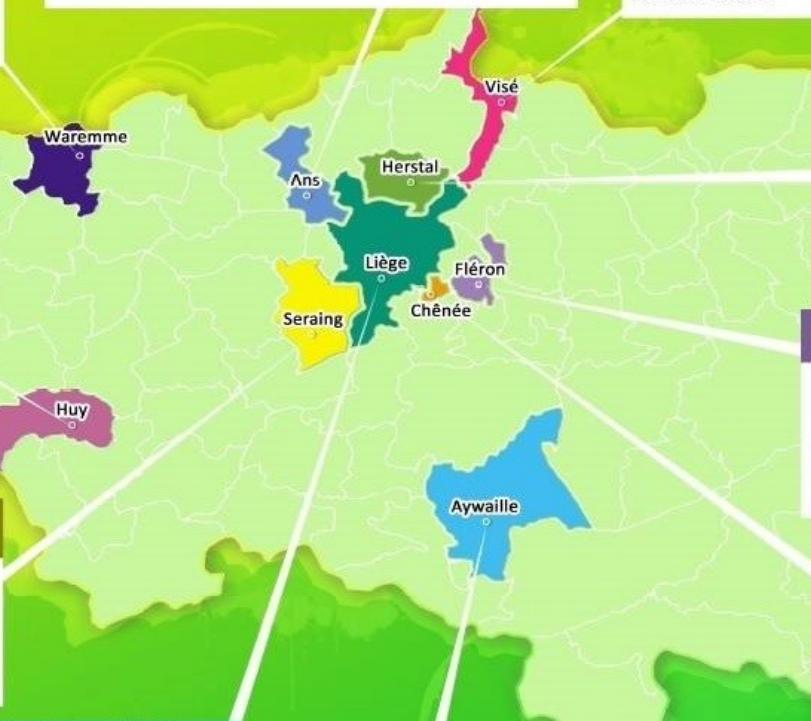 Visé
Waremme
Herstal
Ans
Liège
Fléron
Chênée
Seraing
Huy
Aywaille